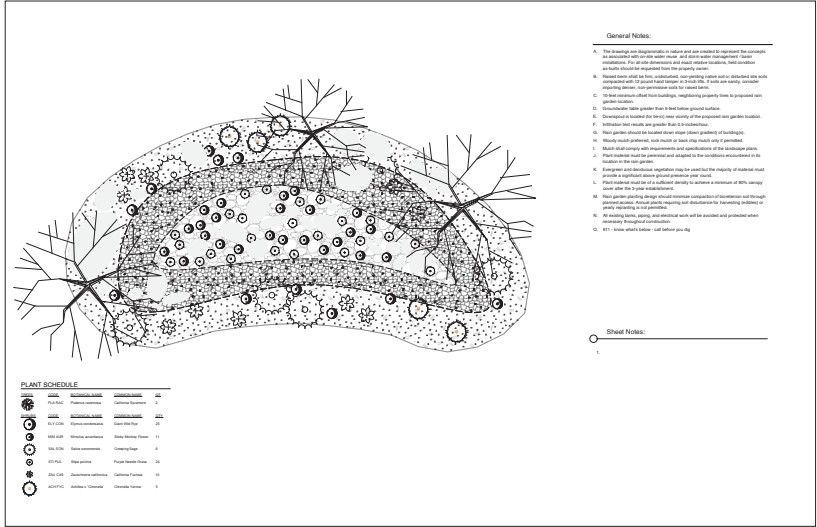 General Notes:
A. The drawings are diagrammatic in nature and are created to represent the concepts
as associated with on-site water reuse and storm water management / basin
installations. For all site dimensions and exact relative locations, field condition
as-builts should be requested from the property owner.
B. Raised berm shall be firm, undisturbed, non-yielding native soil or disturbed site soils
compacted with 12 pound hand tamper in 2-inch lifts. If soils are sandy, consider
importing denser, non-permissive soils for raised berm.
C. 10-feet minimum offset from buildings, neighboring property lines to proposed rain
garden location.
D. Groundwater table greater than 5-feet below ground surface.
E. Downspout is located (for tie-in) near vicinity of the proposed rain garden location.
F. Infiltration test results are greater than 0.5-inches/hour.
G. Rain garden should be located down slope (down gradient) of building(s).
H. Woody mulch preferred, rock mulch or back chip mulch only if permitted.
I. Mulch shall comply with requirements and specifications of the landscape plans.
J. Plant material must be perennial and adapted to the conditions encountered in its
location in the rain garden.
K. Evergreen and deciduous vegetation may be used but the majority of material must
provide a significant above ground presence year round.
L. Plant material must be of a sufficient density to achieve a minimum of 80% canopy
cover after the 3-year establishment.
M. Rain garden planting design should minimize compaction of bioretention soil through
planned access. Annual plants requiring soil disturbance for harvesting (edibles) or
yearly replanting is not permitted.
N. All existing tanks, piping, and electrical work will be avoided and protected when
necessary throughout construction.
O. 811 - know what's below - call before you dig
Sheet Notes:
1.
PLANT SCHEDULE
TREES CODE BOTANICAL NAME COMMON NAME QT
PLA RAC Platanus racemosa California Sycamore 3
SHRUBS CODE BOTANICAL NAME COMMON NAME QTY
ELY CON Elymus condensatus Giant Wild Rye
MIM AUR Mimulus aurantiacus Sticky Monkey Flower 11
SAL SON Salvia sonomensis Creeping Sage
STI PUL Stipa pulchra Purple Needle Grass
ZAU CAS Zauschneria californica California Fuchsia
ACH FYC Achillea x 'Citronella' Citronella Yarrow